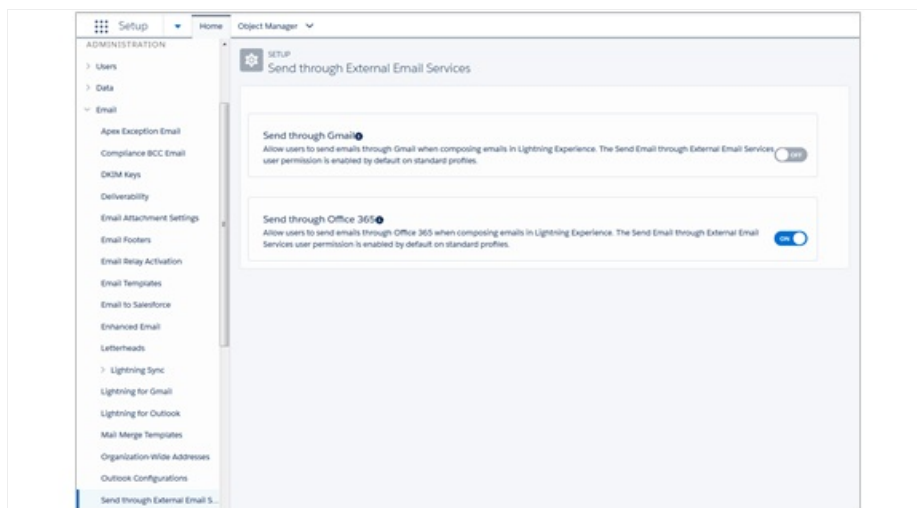 Setup
Home
Object Manager
ADMINISTRATION
Users
Data
Email
Apex Exception Email
Compliance BCC Email
DKIM Keys
Deliverability
Email Attachment Settings
Email Footers
Email Relay Activation
Email Templates
Email to Salesforce
Enhanced Email
Letterheads
Lightning Sync
Lightning for Gmail
Lightning for Outlook
Mail Merge Templates
Organization-Wide Addresses
Outlook Configurations
Send through External Email S...
SETUP
Send through External Email Services
Send through Gmail
Allow users to send emails through Gmail when composing emails in Lightning Experience. The Send Email through External Email Services
user permission is enabled by default on standard profiles.
OFF
Send through Office 365
Allow users to send emails through Office 365 when composing emails in Lightning Experience. The Send Email through External Email
Services user permission is enabled by default on standard profiles.
ON